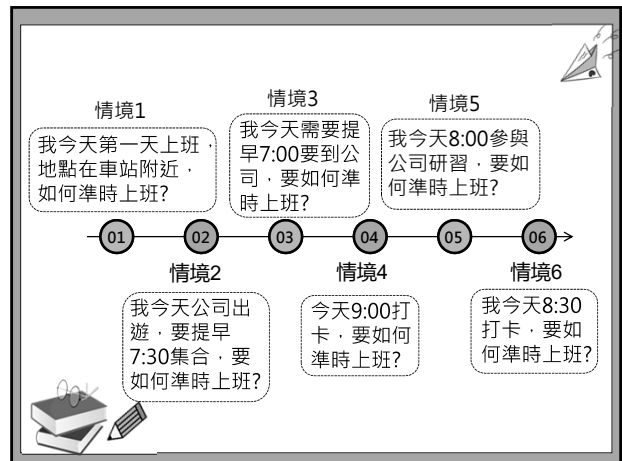 情境1
我今天第一天上班，
地點在車站附近，
如何準時上班?
情境3
我今天需要提
早7:00要到公
司，要如何準
時上班?
情境5
我今天8:00參與
公司研習，要如
何準時上班?
01
02
03
04
05
06
情境2
我今天公司出
遊，要提早
7:30集合，要
如何準時上班?
情境4
今天9:00打
卡，要如何
準時上班?
情境6
我今天8:30
打卡，要如
何準時上班?